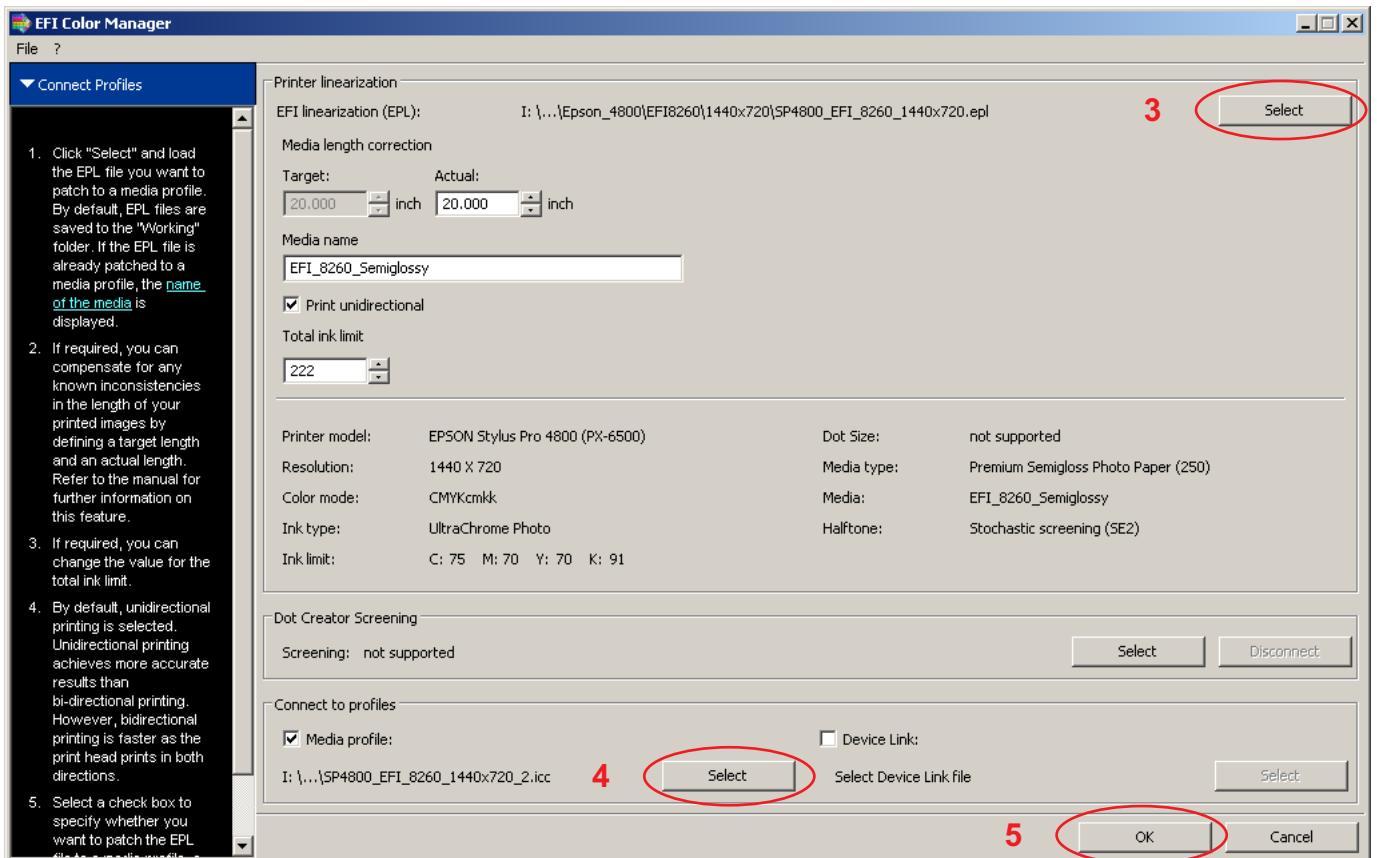 EFI Color Manager
File ?
Connect Profiles
1. Click "Select" and load
the EPL file you want to
patch to a media profile.
By default, EPL files are
saved to the "Working"
folder. If the EPL file is
already patched to a
media profile, the name
of the media is
displayed.
2. If required, you can
compensate for any
known inconsistencies
in the length of your
printed images by
defining a target length
and an actual length.
Refer to the manual for
further information on
this feature.
3. If required, you can
change the value for the
total ink limit.
4. By default, unidirectional
printing is selected.
Unidirectional printing
achieves more accurate
results than
bi-directional printing.
However, bidirectional
printing is faster as the
print head prints in both
directions.
5. Select a check box to
specify whether you
want to patch the EPL
Printer linearization
EFI linearization (EPL): I: \...\Epson_4800\EFI8260\1440x720\SP4800_EFI_8260_1440x720.epl 3 Select
Media length correction
Target: Actual:
20.000 inch 20.000 inch
Media name
EFI_8260_Semiglossy
Print unidirectional
Total ink limit
222
Printer model: EPSON Stylus Pro 4800 (PX-6500) Dot Size: not supported
Resolution: 1440 X 720 Media type: Premium Semigloss Photo Paper (250)
Color mode: CMYKcmkk Media: EFI_8260_Semiglossy
Ink type: UltraChrome Photo Halftone: Stochastic screening (SE2)
Ink limit: C: 75 M: 70 Y: 70 K: 91
Dot Creator Screening
Screening: not supported Select Disconnect
Connect to profiles
Media profile: Device Link:
I: \...\SP4800_EFI_8260_1440x720_2.icc 4 Select Select Device Link file Select
5 OK Cancel